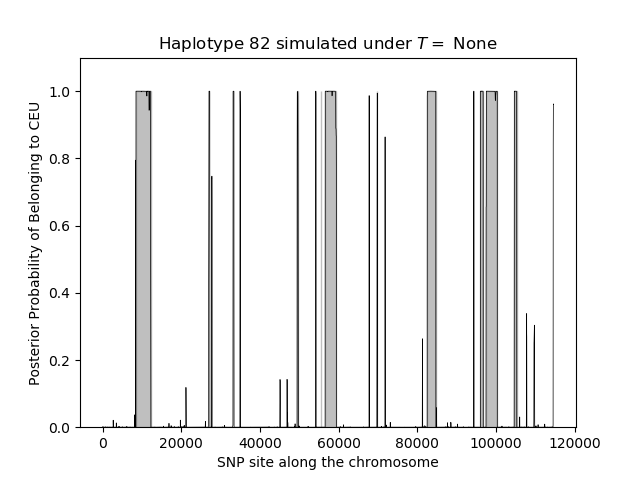 Haplotype 82 simulated under T = None
Posterior Probability of Belonging to CEU
1.0
0.8
0.6
0.4
0.2
0.0
0 20000 40000 60000 80000 100000 120000
SNP site along the chromosome